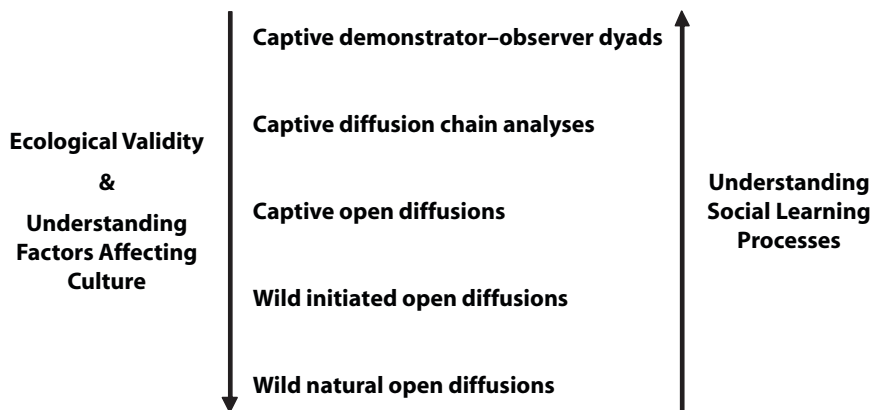 Captive demonstrator–observer dyads
Captive diffusion chain analyses
Ecological Validity
&
Understanding
Factors Affecting
Culture
Captive open diffusions
Understanding
Social Learning
Processes
Wild initiated open diffusions
Wild natural open diffusions